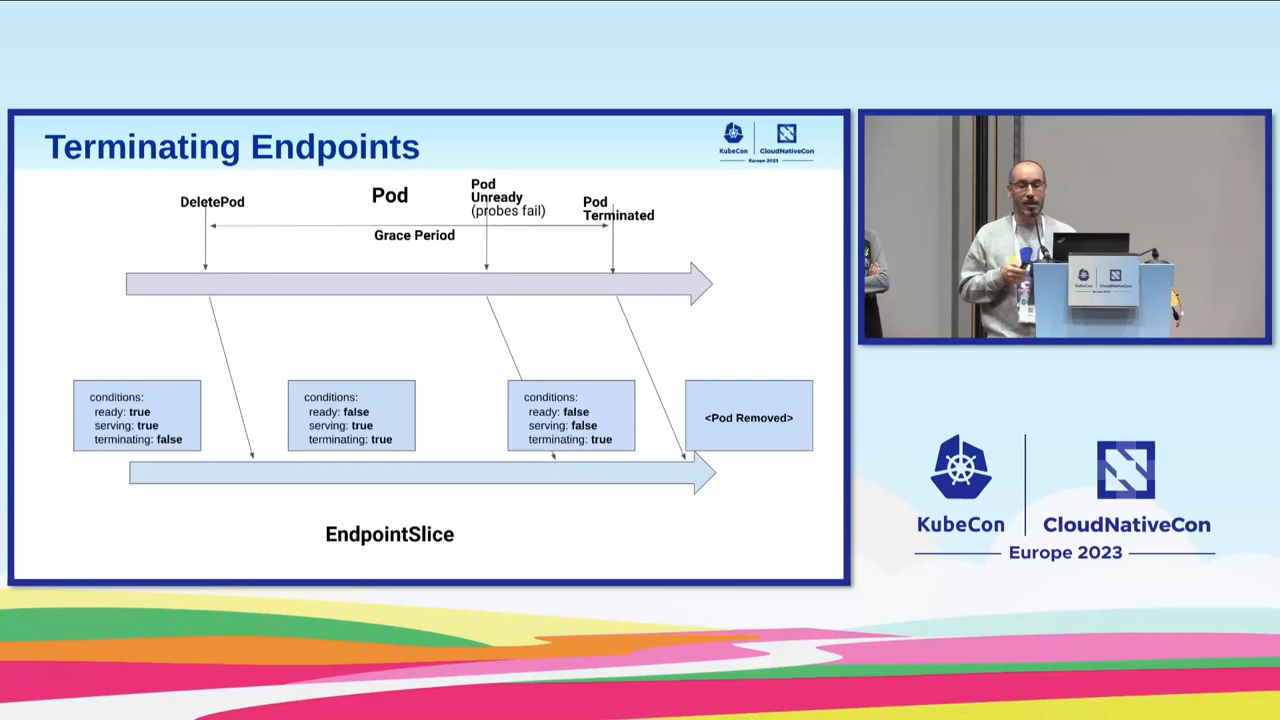 Terminating Endpoints
KubeCon
CloudNativeCon
Europe 2023
DeletePod
Pod
Pod
Unready
(probes fail)
Pod
Terminated
Grace Period
conditions:
ready: true
serving: true
terminating: false
conditions:
ready: false
serving: true
terminating: true
conditions:
ready: false
serving: false
terminating: true
<Pod Removed>
EndpointSlice
KubeCon
CloudNativeCon
KubeCon
CloudNativeCon
Europe 2023